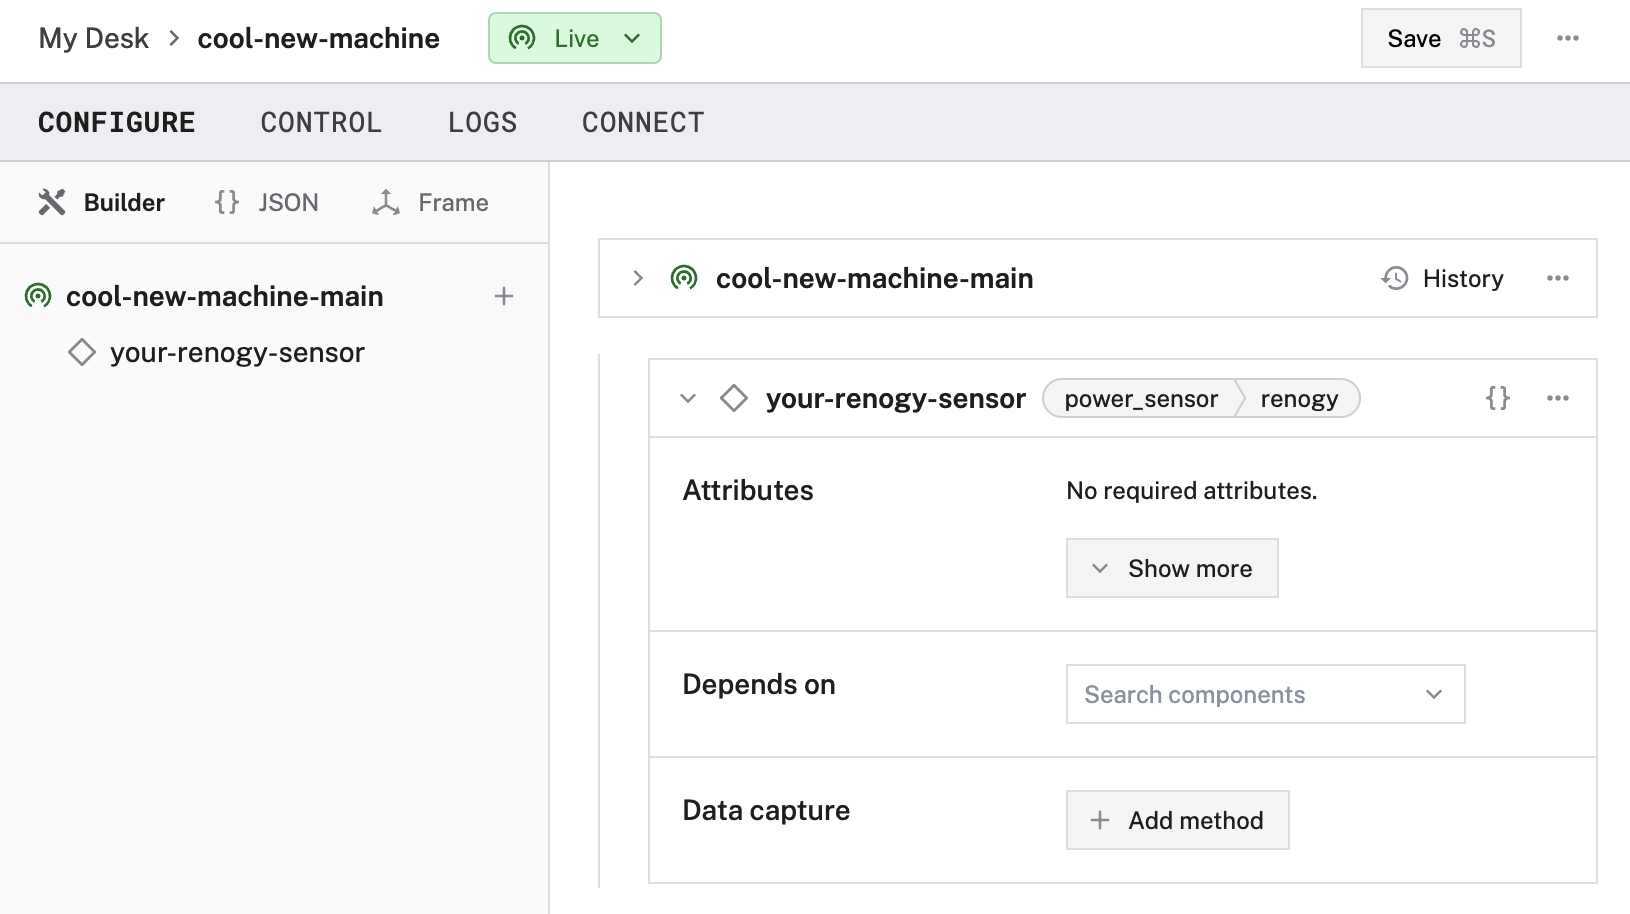 My Desk > cool-new-machine Live Save ⌘S ···
CONFIGURE CONTROL LOGS CONNECT
Builder {} JSON Frame
cool-new-machine-main +
your-renogy-sensor
cool-new-machine-main History ···
your-renogy-sensor power_sensor renogy {} ···
Attributes No required attributes.
Show more
Depends on Search components
Data capture + Add method